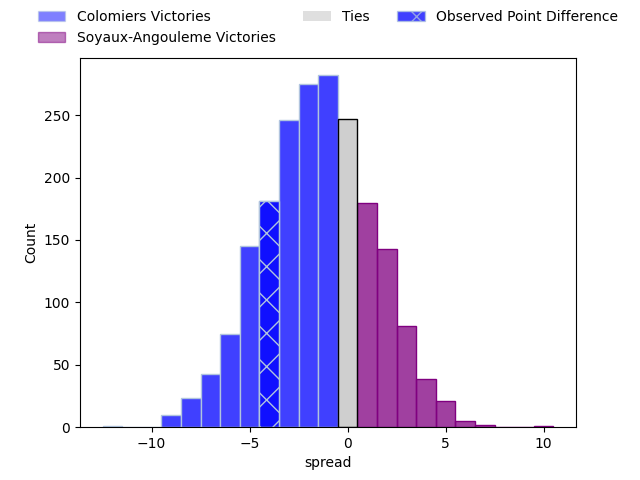 Colomiers Victories
Soyaux-Angouleme Victories
Ties
Observed Point Difference
Count
250
200
150
100
50
0
−10
−5
0
5
10
spread